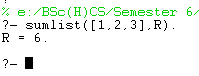 % e:/BSc(H)CS/Semester 6/
?- sumlist([1,2,3],R).
R = 6.
?-